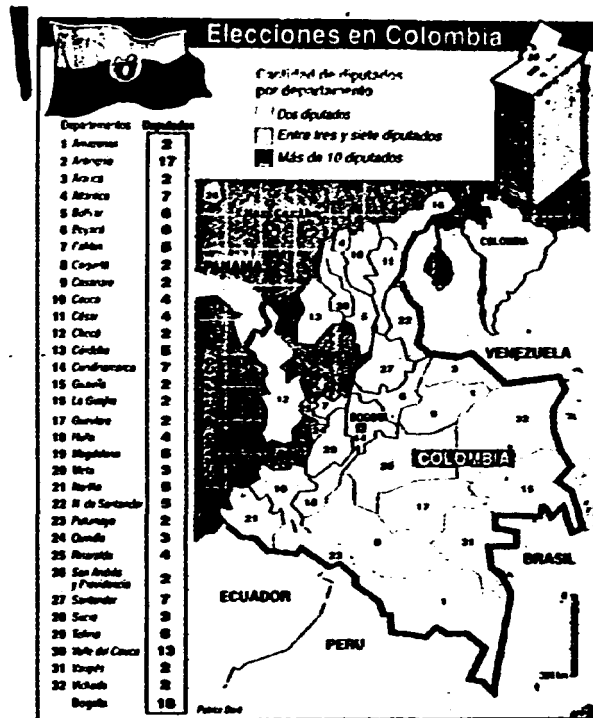 Elecciones en Colombia
Cantidad de diputados
por departamento
Dos diputados
Entre tres y siete diputados
Más de 10 diputados
Departamentos Diputados
1 Amazonas 2
2 Antioquia 17
3 Arauca 2
4 Atlántico 7
5 Bolívar 6
6 Boyacá 6
7 Caldas 5
8 Caquetá 2
9 Casanare 2
10 Cauca 4
11 César 4
12 Chocó 2
13 Córdoba 5
14 Cundinamarca 7
15 Guainía 2
16 La Guajira 2
17 Guaviare 2
18 Huila 4
19 Magdalena 5
20 Meta 3
21 Nariño 5
22 N. de Santander 5
23 Putumayo 2
24 Quindío 3
25 Risaralda 4
26 San Andrés
y Providencia 2
27 Santander 7
28 Sucre 3
29 Tolima 6
30 Valle del Cauca 13
31 Vaupés 2
32 Vichada 2
Bogotá 18
Mar Caribe
PANAMA
COLOMBIA
VENEZUELA
BOGOTA
COLOMBIA
BRASIL
ECUADOR
PERU